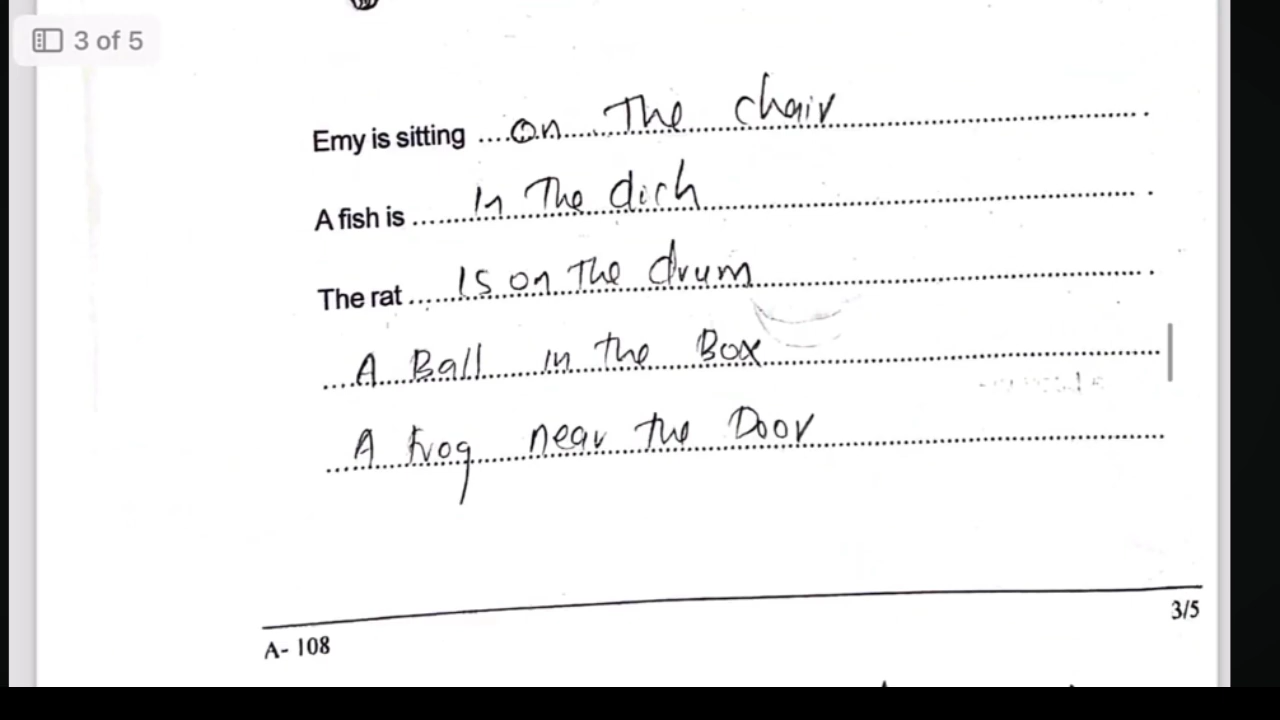 3 of 5
Emy is sitting ....on The chair .
A fish is ....In The dich .
The rat ....Is on The drum .
....A Ball in the Box
....A frog near the Door
3/5
A- 108